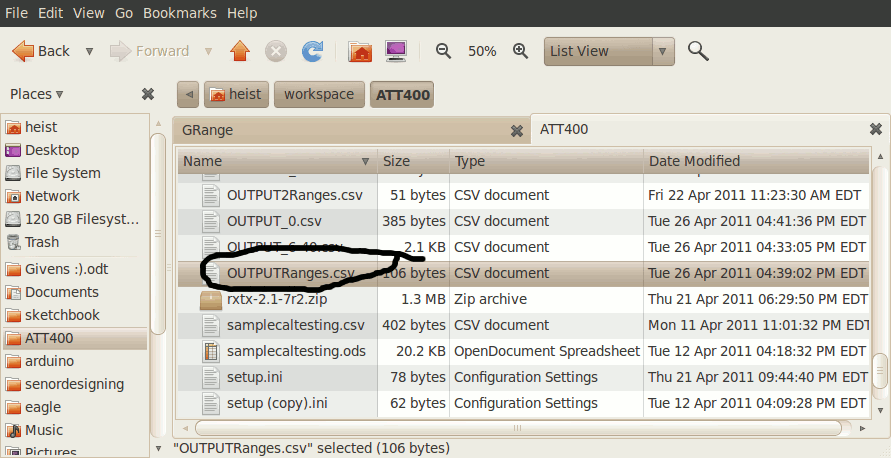 File Edit View Go Bookmarks Help
Back Forward 50% List View
Places heist workspace ATT400
GRange ATT400
Name Size Type Date Modified
heist
Desktop
File System
Network
120 GB Filesyst...
Trash
Givens :).odt
Documents
sketchbook
ATT400
arduino
senordesigning
eagle
Music
Pictures
OUTPUT2Ranges.csv 51 bytes CSV document Fri 22 Apr 2011 11:23:30 AM EDT
OUTPUT_0.csv 385 bytes CSV document Tue 26 Apr 2011 04:41:36 PM EDT
2.1 KB CSV document Tue 26 Apr 2011 04:33:05 PM EDT
OUTPUTRanges.csv 106 bytes CSV document Tue 26 Apr 2011 04:39:02 PM EDT
rxtx-2.1-7r2.zip 1.3 MB Zip archive Thu 21 Apr 2011 06:29:50 PM EDT
samplecaltesting.csv 402 bytes CSV document Mon 11 Apr 2011 11:01:32 PM EDT
samplecaltesting.ods 20.2 KB OpenDocument Spreadsheet Tue 12 Apr 2011 04:18:32 PM EDT
setup.ini 78 bytes Configuration Settings Thu 21 Apr 2011 09:44:40 PM EDT
setup (copy).ini 62 bytes Configuration Settings Tue 12 Apr 2011 04:09:28 PM EDT
"OUTPUTRanges.csv" selected (106 bytes)